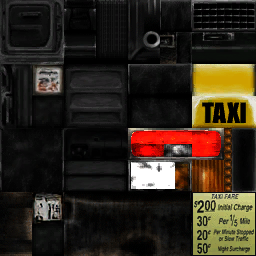 TAXI
TAXI FARE
$2.00 Initial Charge
30¢ Per 1/5 Mile
20¢ Per Minute Stopped or Slow Traffic
50¢ Night Surcharge